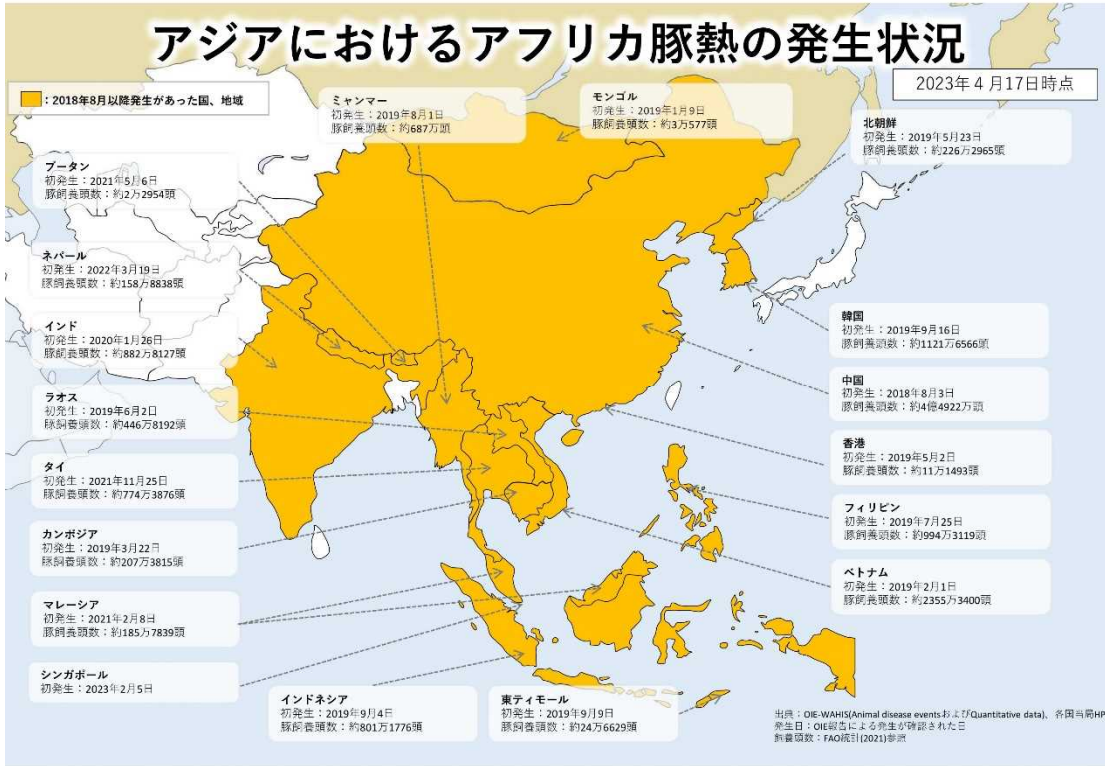 アジアにおけるアフリカ豚熱の発生状況
2023年4月17日時点
:2018年8月以降発生があった国、地域
ミャンマー
初発生:2019年8月1日
豚飼養頭数:約687万頭
モンゴル
初発生:2019年1月9日
豚飼養頭数:約3万577頭
北朝鮮
初発生:2019年5月23日
豚飼養頭数:約226万2965頭
ブータン
初発生:2021年5月6日
豚飼養頭数:約2万2954頭
ネパール
初発生:2022年3月19日
豚飼養頭数:約158万8838頭
インド
初発生:2020年1月26日
豚飼養頭数:約882万8127頭
ラオス
初発生:2019年6月2日
豚飼養頭数:約446万8192頭
タイ
初発生:2021年11月25日
豚飼養頭数:約774万3876頭
カンボジア
初発生:2019年3月22日
豚飼養頭数:約207万3815頭
マレーシア
初発生:2021年2月8日
豚飼養頭数:約185万7839頭
シンガポール
初発生:2023年2月5日
インドネシア
初発生:2019年9月4日
豚飼養頭数:約801万1776頭
東ティモール
初発生:2019年9月9日
豚飼養頭数:約24万6629頭
韓国
初発生:2019年9月16日
豚飼養頭数:約1121万6566頭
中国
初発生:2018年8月3日
豚飼養頭数:約4億4922万頭
香港
初発生:2019年5月2日
豚飼養頭数:約11万1493頭
フィリピン
初発生:2019年7月25日
豚飼養頭数:約994万3119頭
ベトナム
初発生:2019年2月1日
豚飼養頭数:約2355万3400頭
出典:OIE-WAHIS(Animal disease eventsおよびQuantitative data)、各国当局HP
発生日:OIE報告による発生が確認された日
飼養頭数:FAO統計(2021)参照